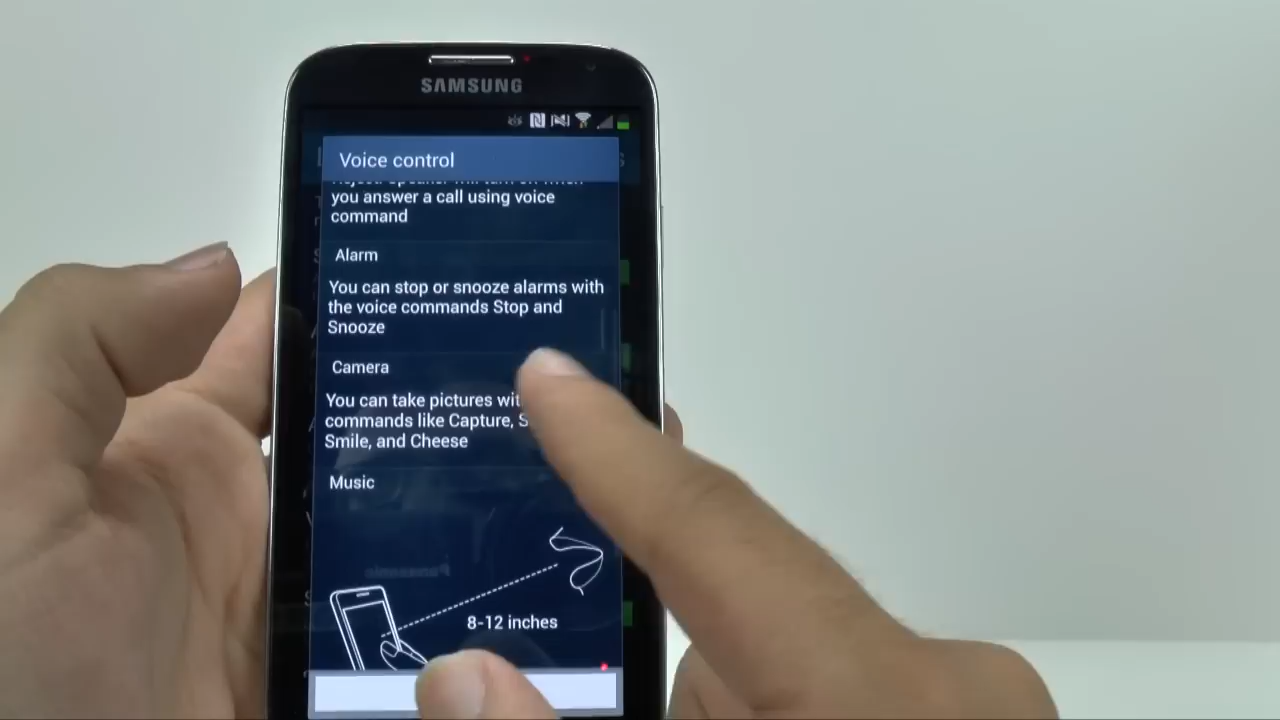 SAMSUNG
Voice control
you answer a call using voice
command
Alarm
You can stop or snooze alarms with
the voice commands Stop and
Snooze
Camera
You can take pictures
commands like Capture,
Smile, and Cheese
Music
Panasonic
8-12 inches